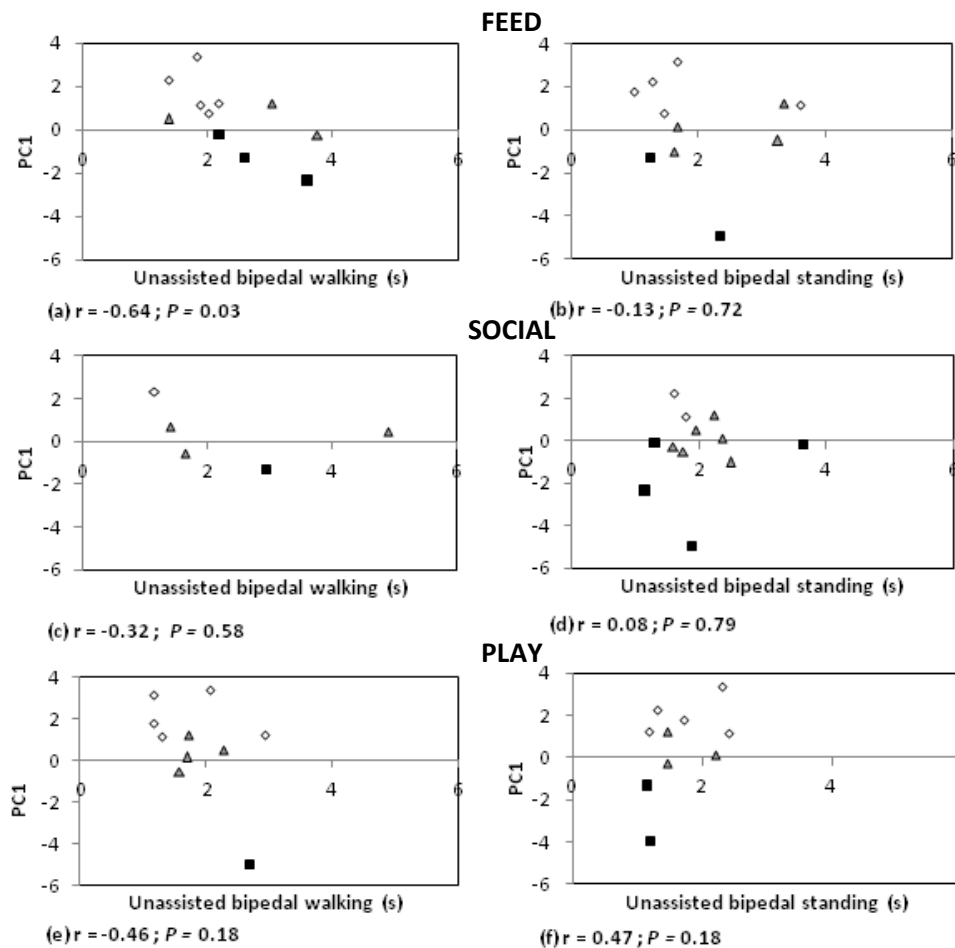 FEED
4
2
0
-2
-4
-6
PC1
0
2
4
6
Unassisted bipedal walking (s)
(a) r = -0.64 ; P = 0.03
4
2
0
-2
-4
-6
PC1
0
2
4
6
Unassisted bipedal standing (s)
(b) r = -0.13 ; P = 0.72
SOCIAL
4
2
0
-2
-4
-6
PC1
0
2
4
6
Unassisted bipedal walking (s)
(c) r = -0.32 ; P = 0.58
4
2
0
-2
-4
-6
PC1
0
2
4
6
Unassisted bipedal standing (s)
(d) r = 0.08 ; P = 0.79
PLAY
4
2
0
-2
-4
-6
PC1
0
2
4
6
Unassisted bipedal walking (s)
(e) r = -0.46 ; P = 0.18
4
2
0
-2
-4
-6
PC1
0
2
4
6
Unassisted bipedal standing (s)
(f) r = 0.47 ; P = 0.18